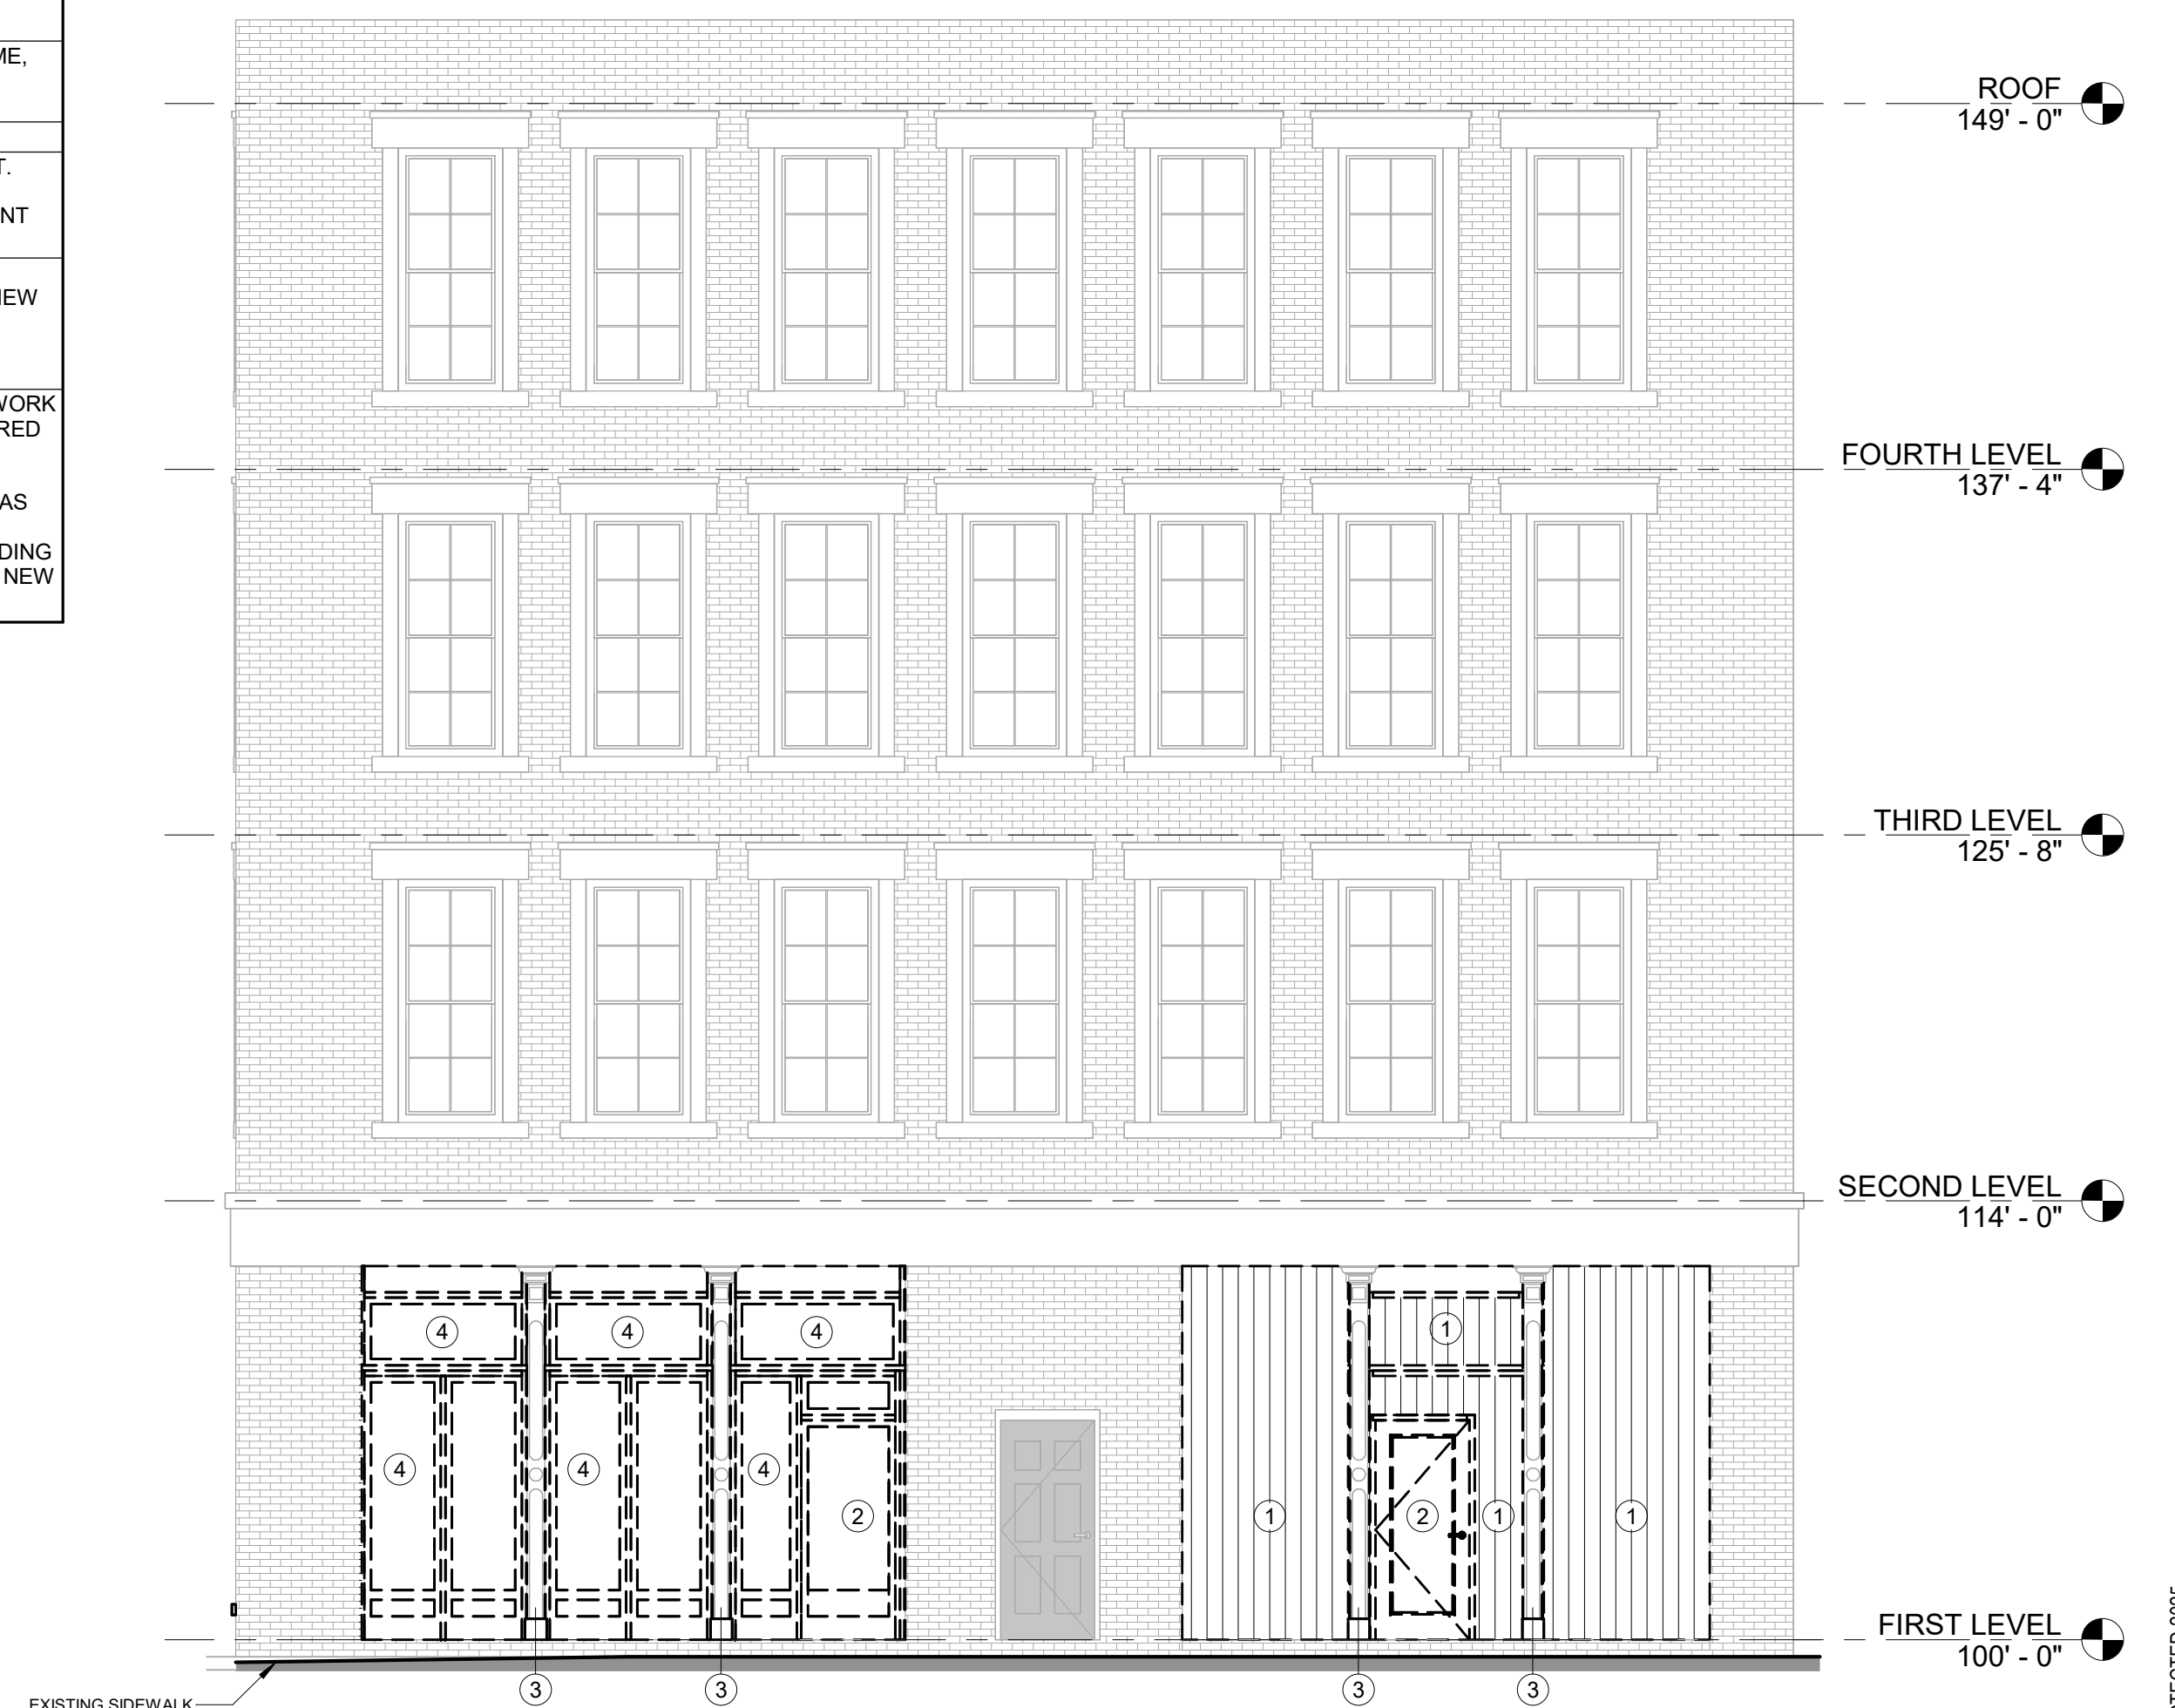 ME,
T.
NT
NEW
WORK
RED
AS
DING
NEW
ROOF
149' - 0"
FOURTH LEVEL
137' - 4"
THIRD LEVEL
125' - 8"
SECOND LEVEL
114' - 0"
4
4
4
1
4
4
4
2
1
2
1
1
FIRST LEVEL
100' - 0"
EXISTING SIDEWALK
3
3
3
3